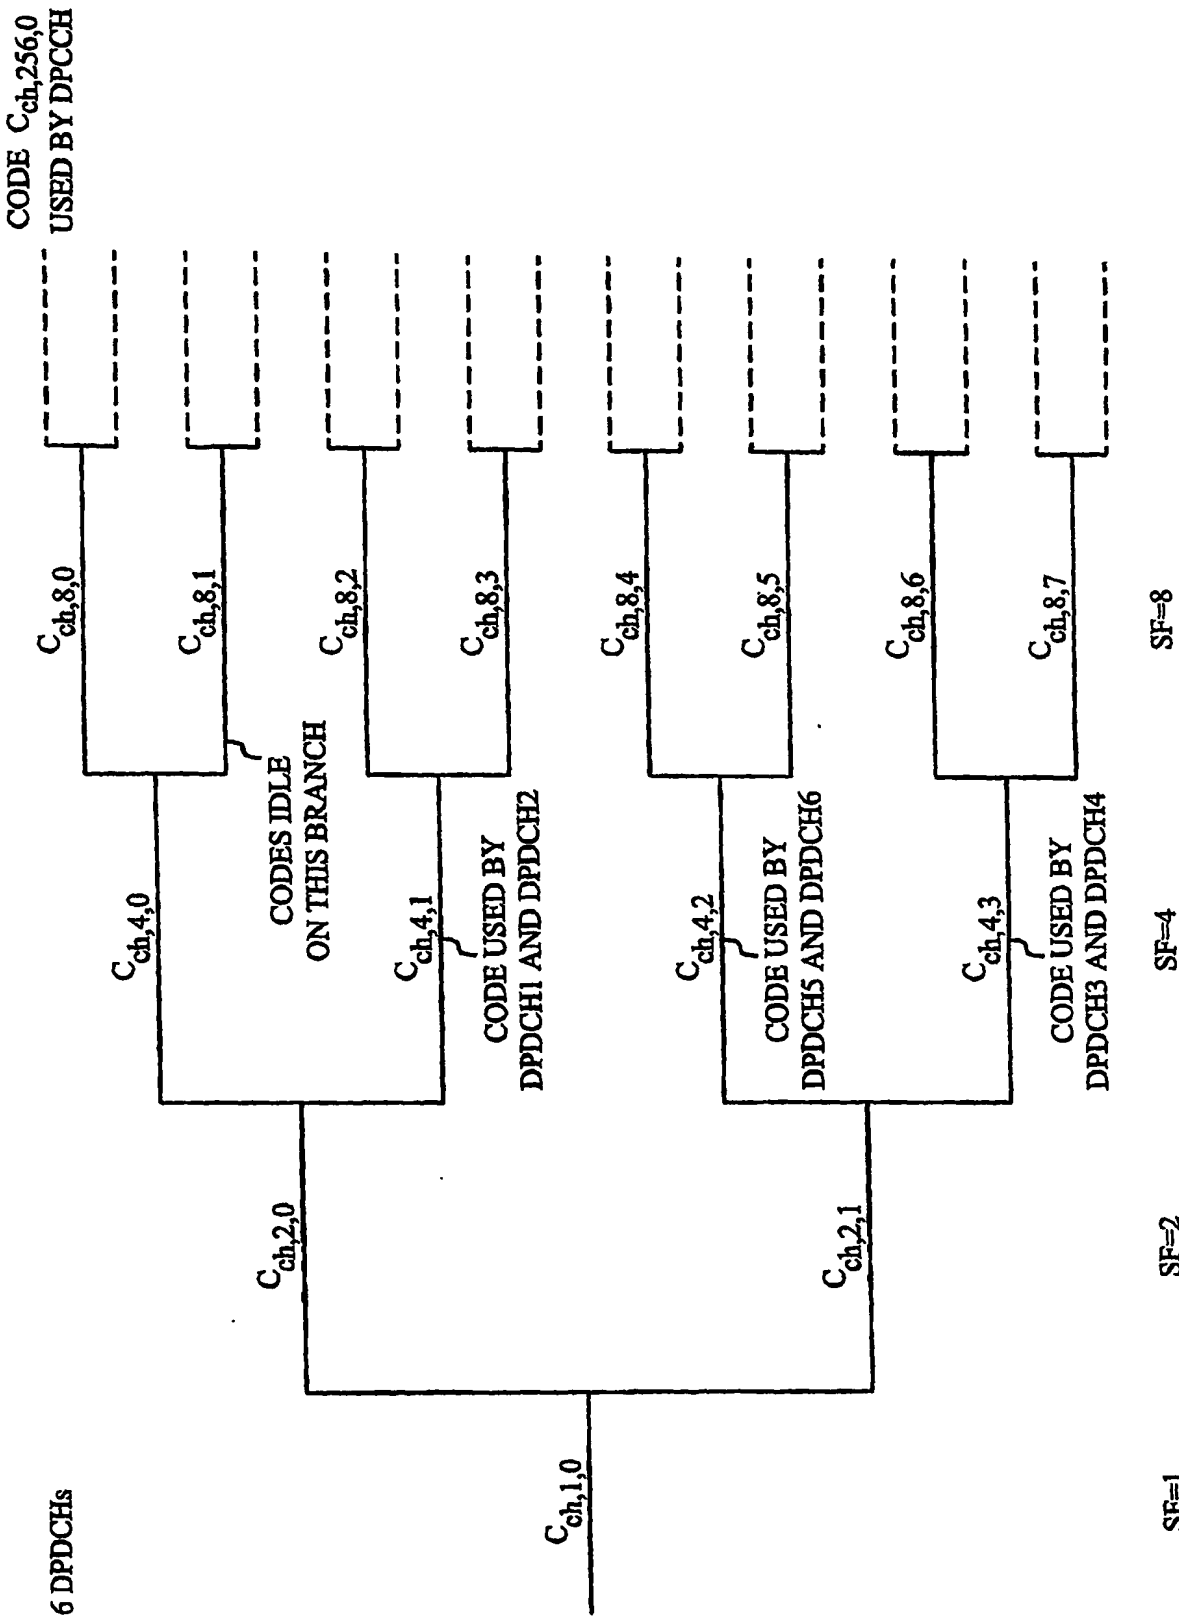 6 DPDCHs
CODE C_ch,256,0
USED BY DPCCH
C_ch,1,0
C_ch,2,0
C_ch,2,1
C_ch,4,0
C_ch,4,1
CODE USED BY
DPDCH1 AND DPDCH2
C_ch,4,2
CODE USED BY
DPDCH5 AND DPDCH6
C_ch,4,3
CODE USED BY
DPDCH3 AND DPDCH4
C_ch,8,0
C_ch,8,1
CODES IDLE
ON THIS BRANCH
C_ch,8,2
C_ch,8,3
C_ch,8,4
C_ch,8,5
C_ch,8,6
C_ch,8,7
SF=1
SF=2
SF=4
SF=8